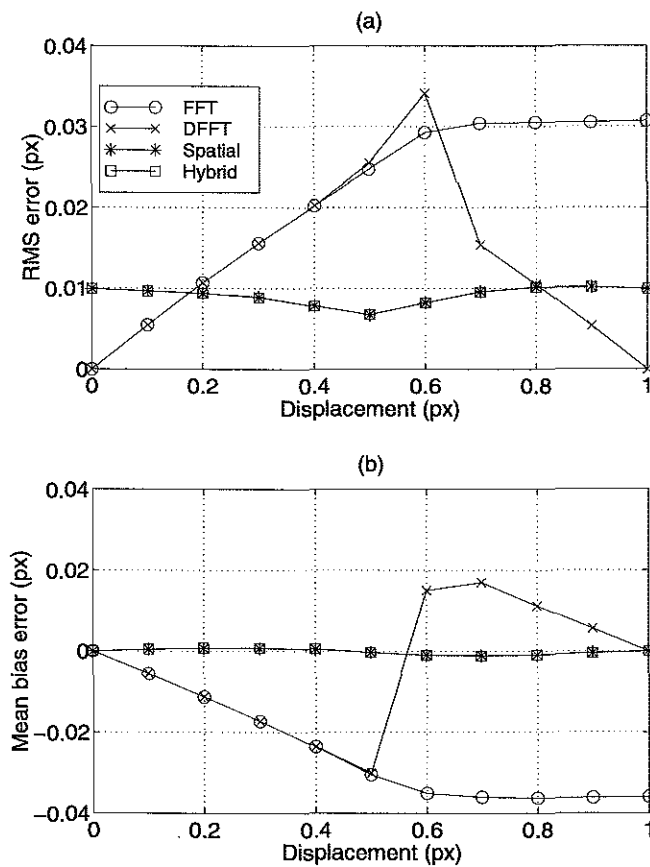 (a)
0.04
0.03
0.02
0.01
0
RMS error (px)
FFT
DFFT
Spatial
Hybrid
0 0.2 0.4 0.6 0.8 1
Displacement (px)
(b)
0.04
0.02
0
−0.02
−0.04
Mean bias error (px)
0 0.2 0.4 0.6 0.8 1
Displacement (px)